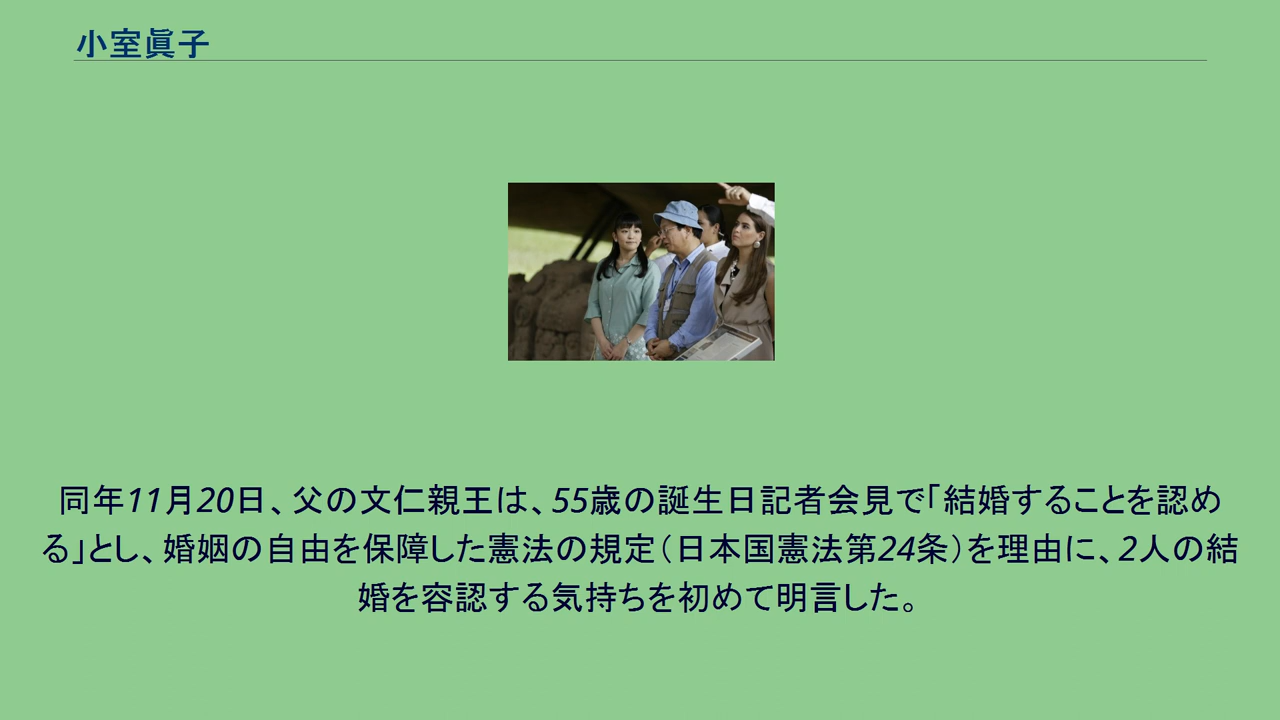 小室眞子
同年11月20日、父の文仁親王は、55歳の誕生日記者会見で「結婚することを認め
る」とし、婚姻の自由を保障した憲法の規定（日本国憲法第24条）を理由に、2人の結
婚を容認する気持ちを初めて明言した。